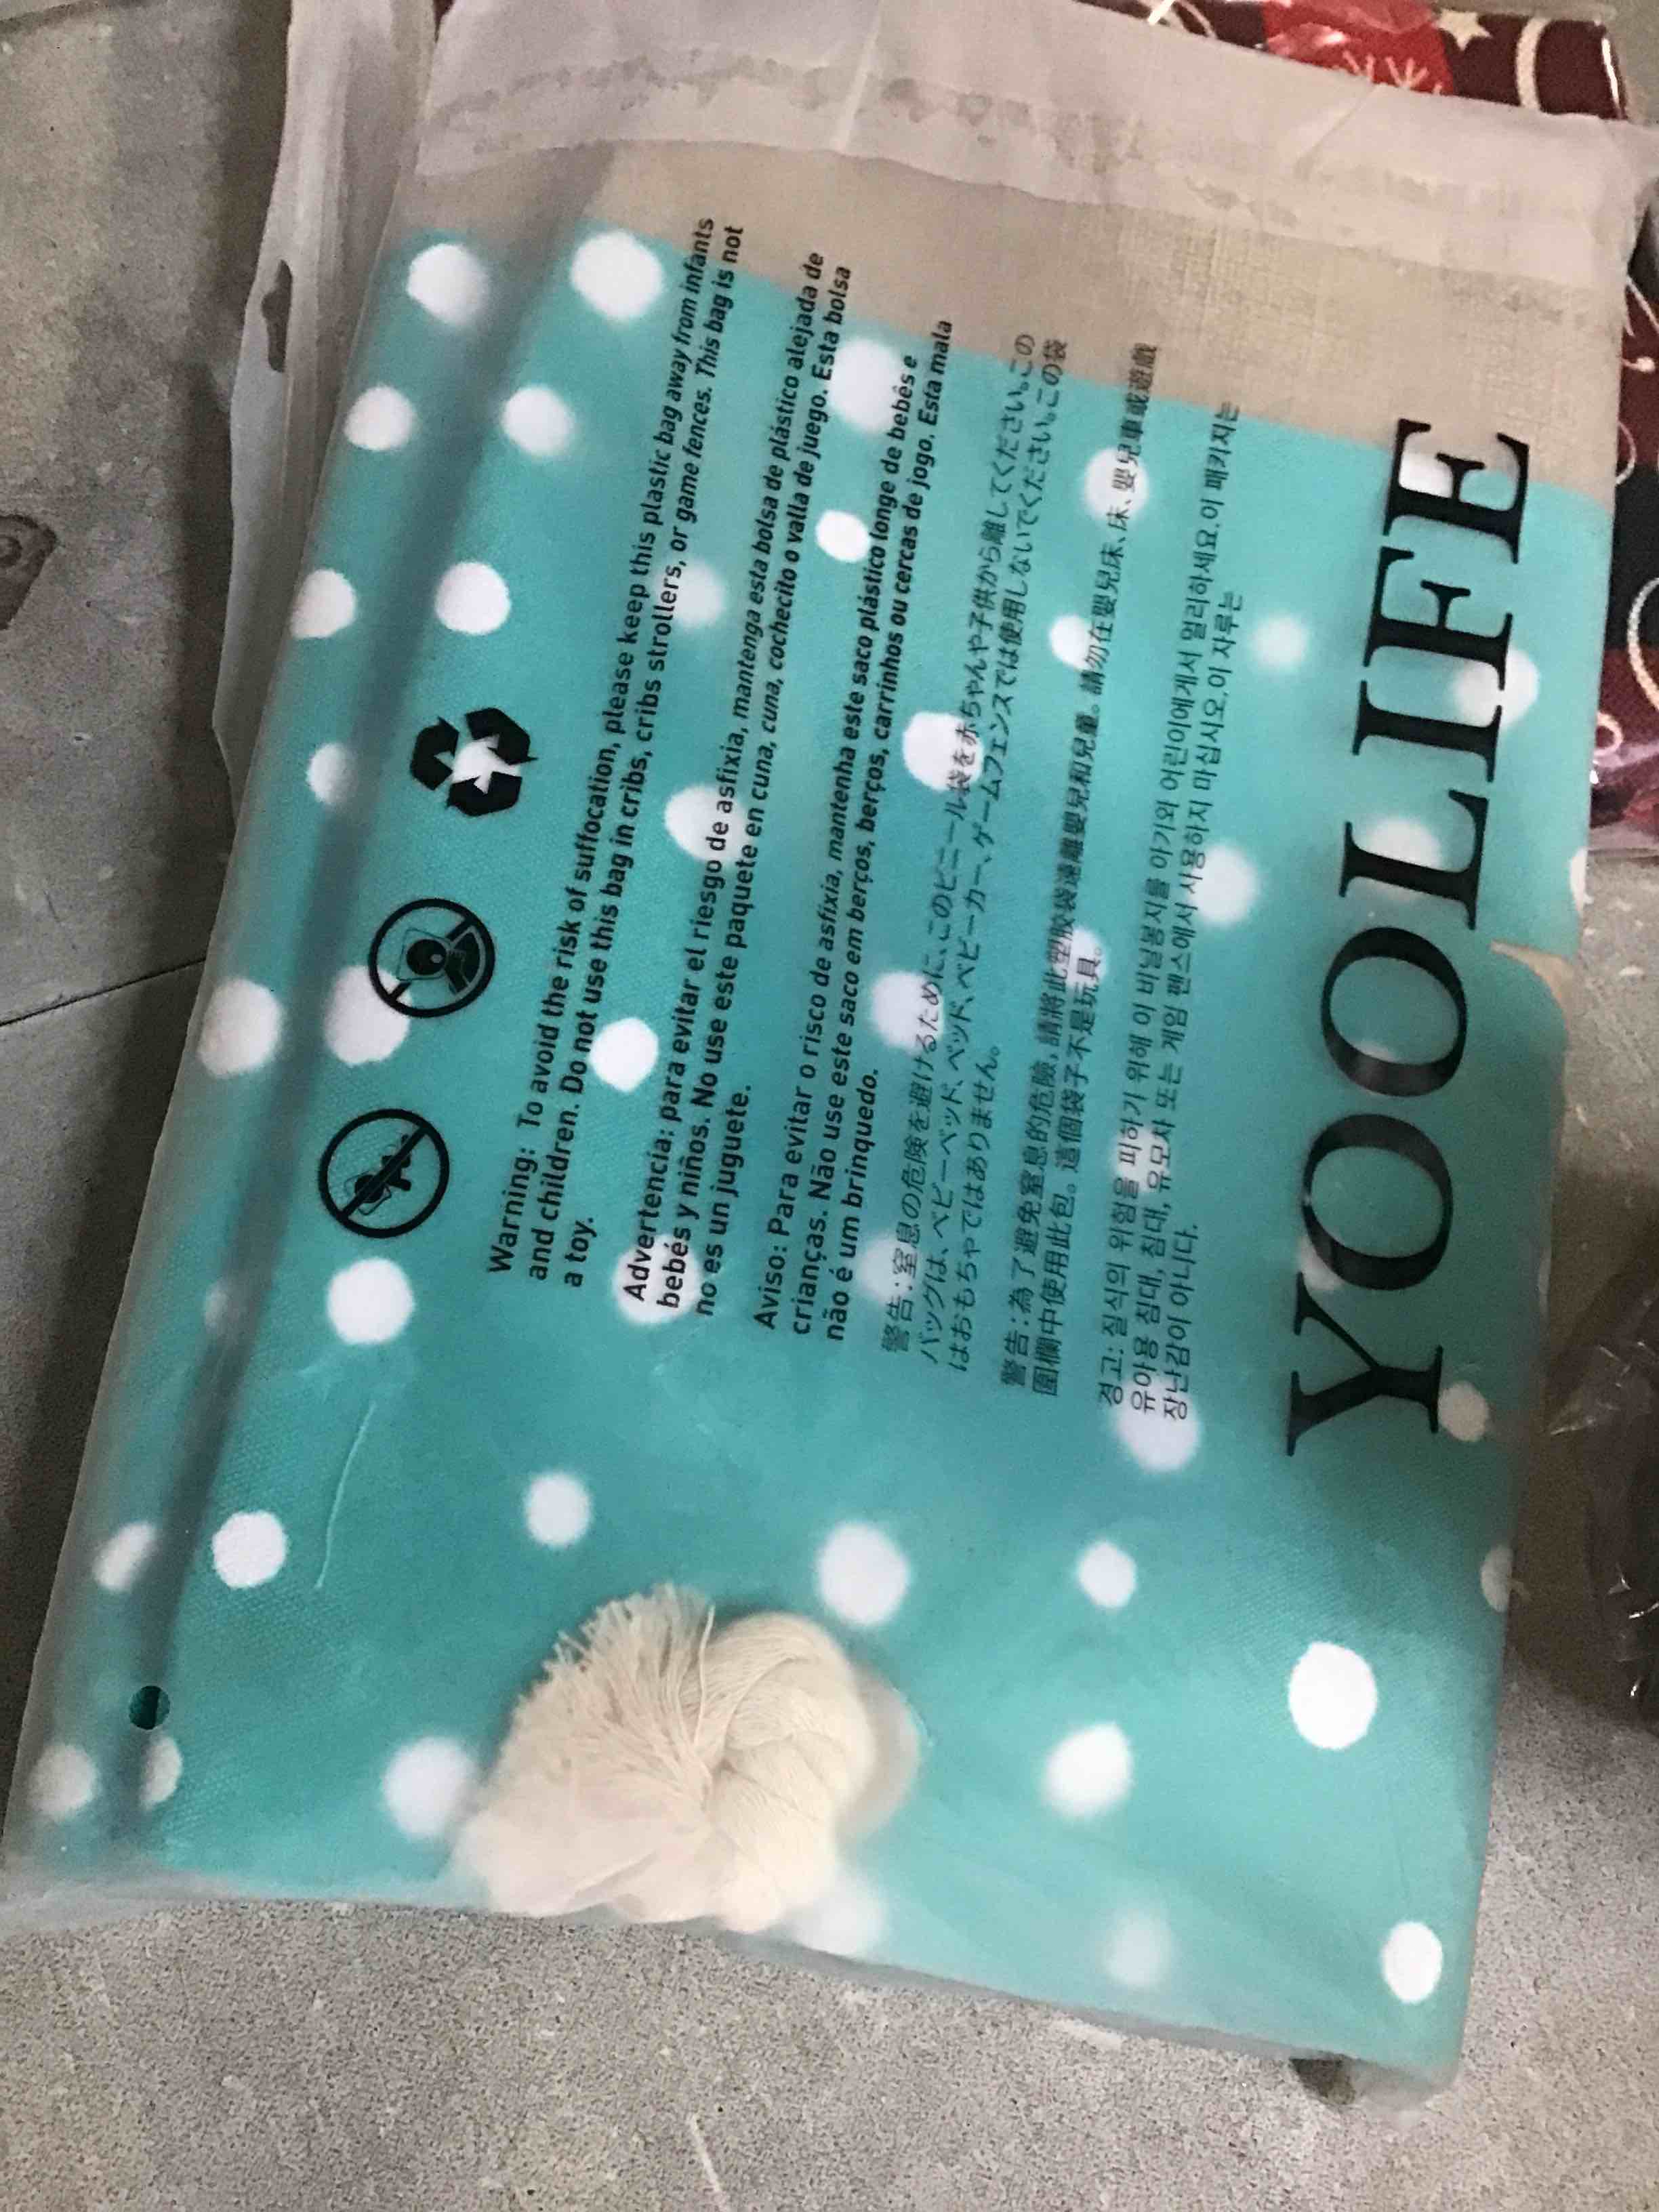 Warning: To avoid the risk of suffocation, please keep this plastic bag away from infants
and children. Do not use this bag in cribs, cribs strollers, or game fences. This bag is not
a toy.
Advertencia: para evitar el riesgo de asfixia, mantenga esta bolsa de plástico alejada de
bebés y niños. No use este paquete en cuna, cuna, cochecito o valla de juego. Esta bolsa
no es un juguete.
Aviso: Para evitar o risco de asfixia, mantenha este saco plástico longe de bebês e
crianças. Não use este saco em berços, berços, carrinhos ou cercas de jogo. Esta mala
não é um brinquedo.
警告:窒息の危険を避けるために、このビニール袋を赤ちゃんや子供から離してください。この
バッグは、ベビーベッド、ベッド、ベビーカー、ゲームフェンスでは使用しないでください。この袋
はおもちゃではありません。
警告:為了避免窒息的危險,請將此塑胶袋遠離嬰兒和兒童。請勿在嬰兒床、床、嬰兒車或遊戲
圍欄中使用此包。這個袋子不是玩具。
경고: 질식의 위험을 피하기 위해 이 비닐봉지를 아기와 어린이에게서 멀리하세요.이 패키지는
유아용 침대, 침대, 유모차 또는 게임 펜스에서 사용하지 마십시오.이 자루는
장난감이 아니다.
YOOLIFE